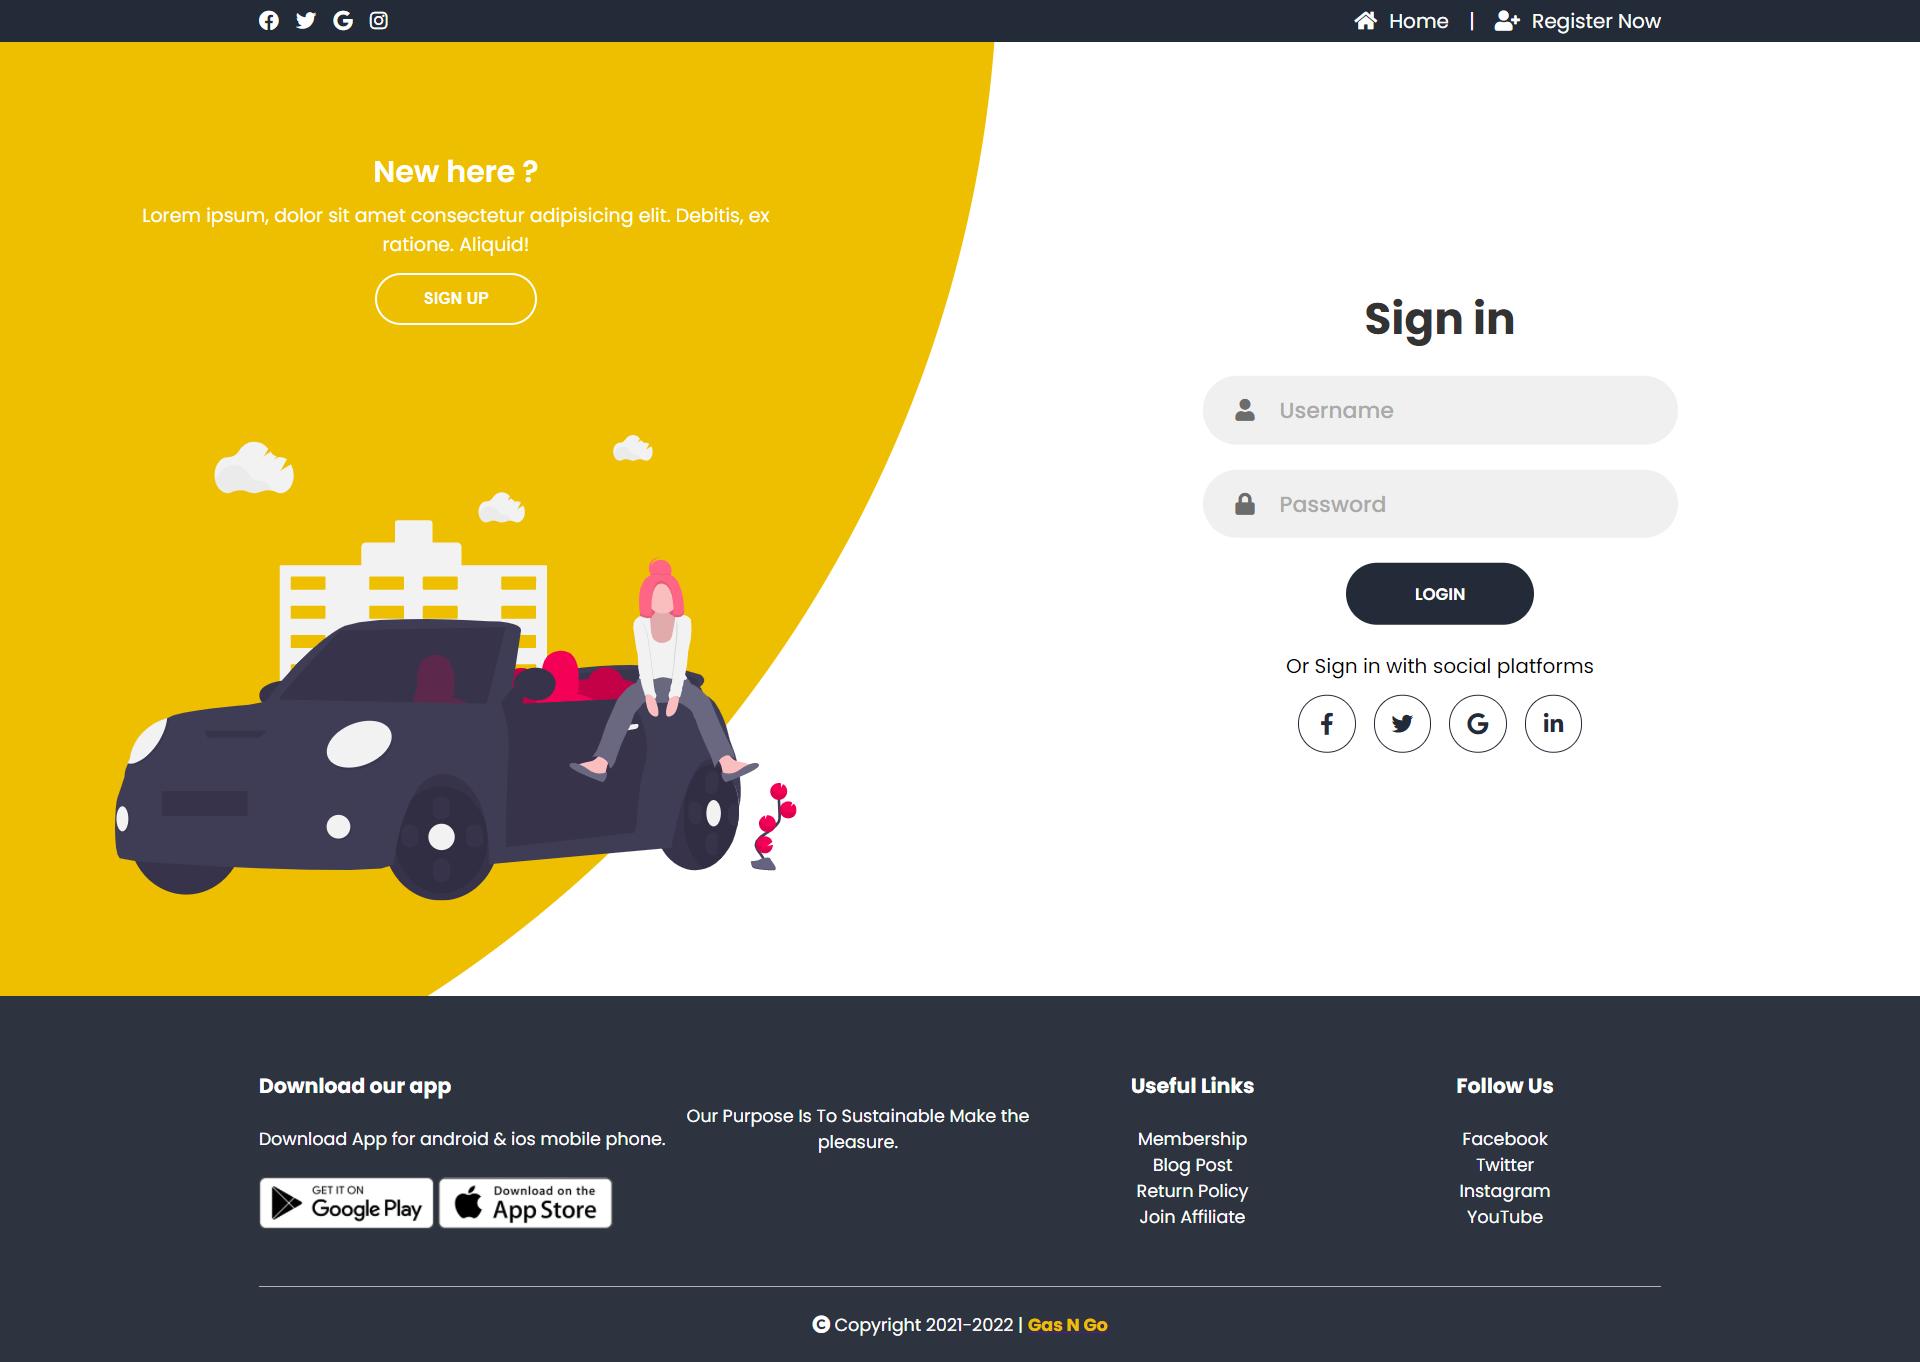 Home | Register Now
New here ?
Lorem ipsum, dolor sit amet consectetur adipisicing elit. Debitis, ex
ratione. Aliquid!
SIGN UP
Sign in
Username
Password
LOGIN
Or Sign in with social platforms
Download our app
Download App for android & ios mobile phone.
GET IT ON
Google Play
Download on the
App Store
Our Purpose Is To Sustainable Make the
pleasure.
Useful Links
Membership
Blog Post
Return Policy
Join Affiliate
Follow Us
Facebook
Twitter
Instagram
YouTube
Copyright 2021-2022 | Gas N Go